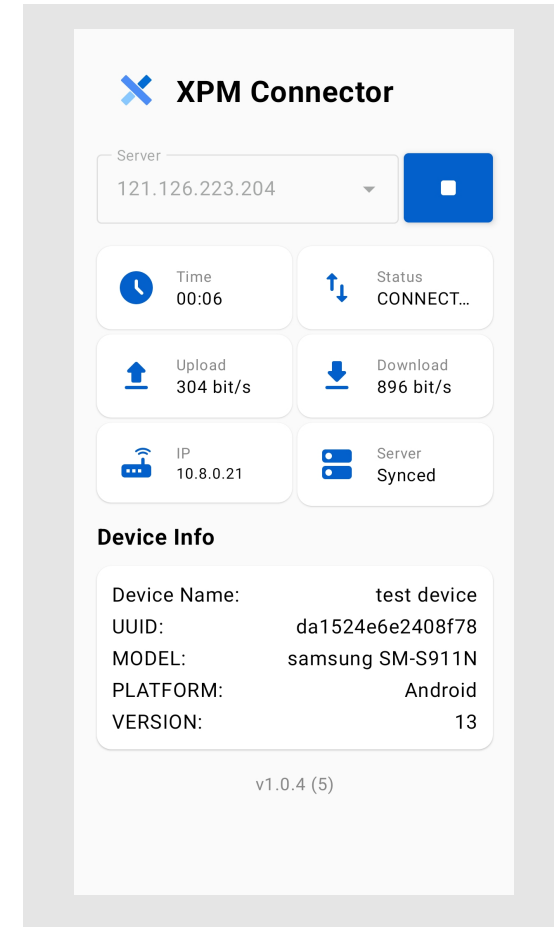 XPM Connector
Server
121.126.223.204
Time
00:06
Status
CONNECT...
Upload
304 bit/s
Download
896 bit/s
IP
10.8.0.21
Server
Synced
Device Info
Device Name: test device
UUID: da1524e6e2408f78
MODEL: samsung SM-S911N
PLATFORM: Android
VERSION: 13
v1.0.4 (5)